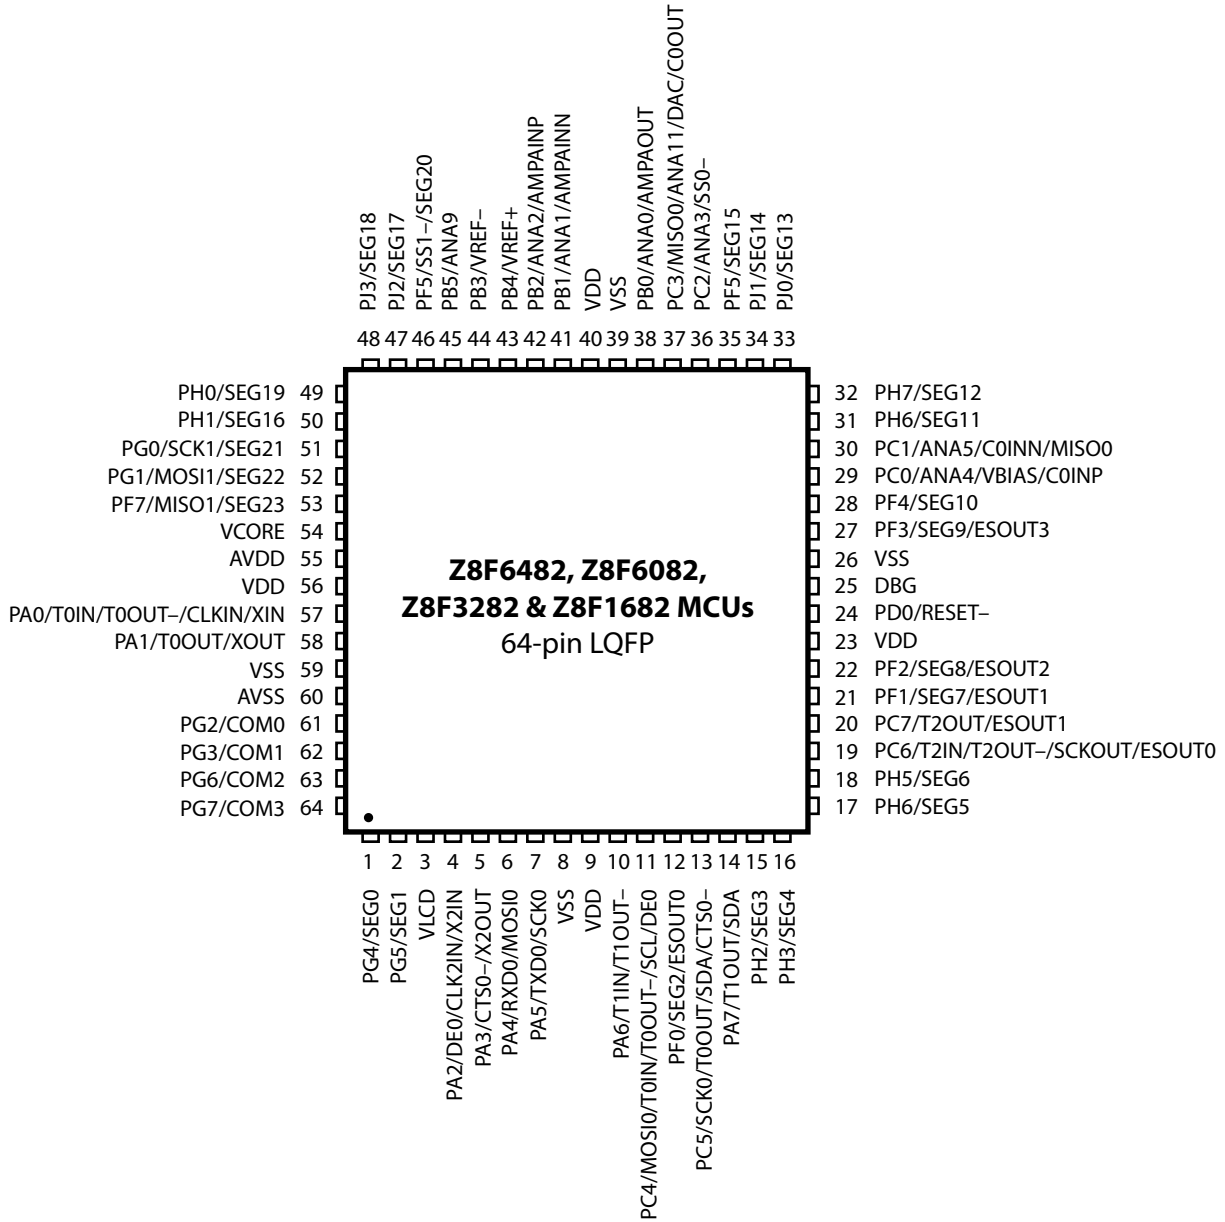 PJ3/SEG18
PJ2/SEG17
PF5/SS1–/SEG20
PB5/ANA9
PB3/VREF–
PB4/VREF+
PB2/ANA2/AMPAINP
PB1/ANA1/AMPAINN
VDD
VSS
PB0/ANA0/AMPAOUT
PC3/MISO0/ANA11/DAC/C0OUT
PC2/ANA3/SS0–
PF5/SEG15
PJ1/SEG14
PJ0/SEG13
48 47 46 45 44 43 42 41 40 39 38 37 36 35 34 33
PH0/SEG19 49
PH1/SEG16 50
PG0/SCK1/SEG21 51
PG1/MOSI1/SEG22 52
PF7/MISO1/SEG23 53
VCORE 54
AVDD 55
VDD 56
PA0/T0IN/T0OUT–/CLKIN/XIN 57
PA1/T0OUT/XOUT 58
VSS 59
AVSS 60
PG2/COM0 61
PG3/COM1 62
PG6/COM2 63
PG7/COM3 64
Z8F6482, Z8F6082,
Z8F3282 & Z8F1682 MCUs
64-pin LQFP
32 PH7/SEG12
31 PH6/SEG11
30 PC1/ANA5/C0INN/MISO0
29 PC0/ANA4/VBIAS/C0INP
28 PF4/SEG10
27 PF3/SEG9/ESOUT3
26 VSS
25 DBG
24 PD0/RESET–
23 VDD
22 PF2/SEG8/ESOUT2
21 PF1/SEG7/ESOUT1
20 PC7/T2OUT/ESOUT1
19 PC6/T2IN/T2OUT–/SCKOUT/ESOUT0
18 PH5/SEG6
17 PH6/SEG5
1 2 3 4 5 6 7 8 9 10 11 12 13 14 15 16
PG4/SEG0
PG5/SEG1
VLCD
PA2/DE0/CLK2IN/X2IN
PA3/CTS0–/X2OUT
PA4/RXD0/MOSI0
PA5/TXD0/SCK0
VSS
VDD
PA6/T1IN/T1OUT–
PC4/MOSI0/T0IN/T0OUT–/SCL/DE0
PF0/SEG2/ESOUT0
PC5/SCK0/T0OUT/SDA/CTS0–
PA7/T1OUT/SDA
PH2/SEG3
PH3/SEG4